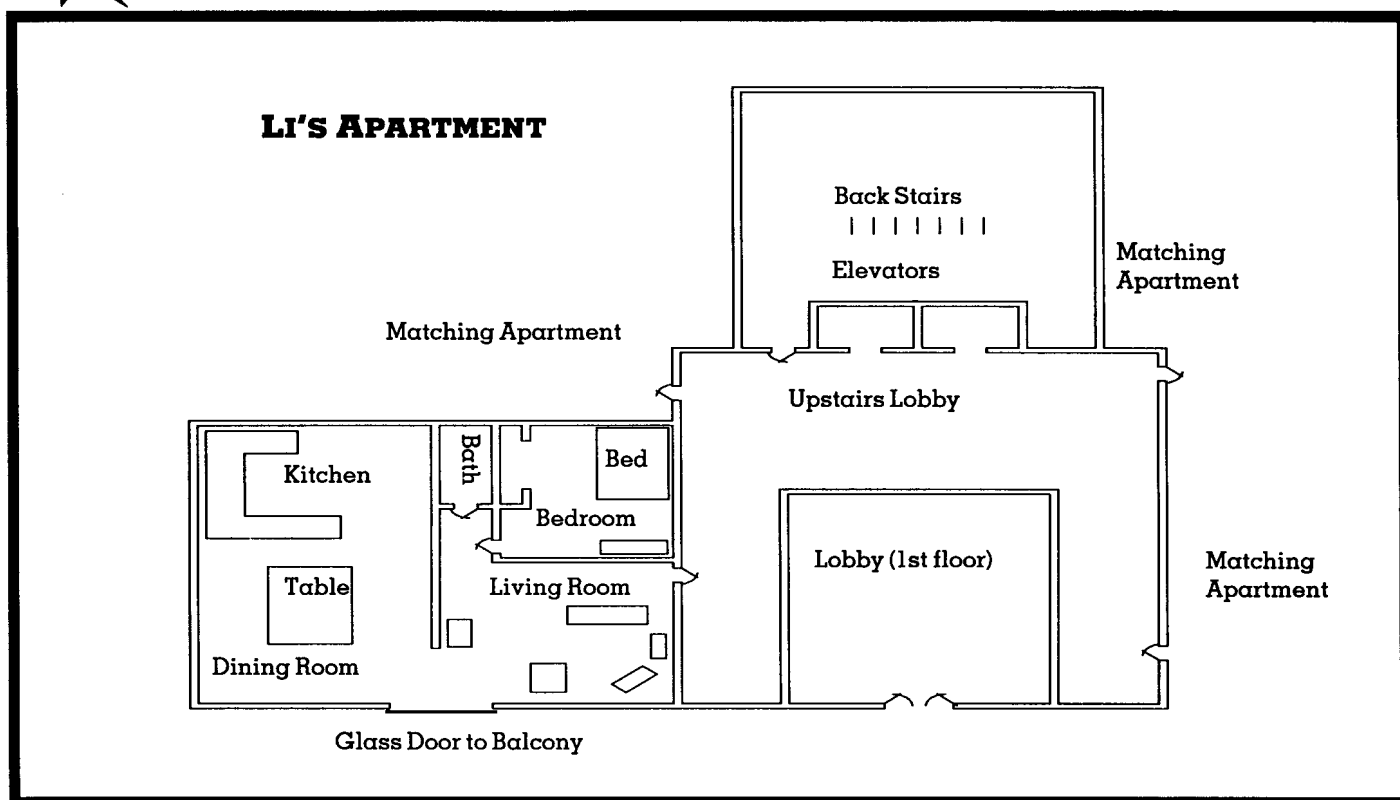 LI'S APARTMENT
Back Stairs
Elevators
Matching
Apartment
Matching Apartment
Upstairs Lobby
Kitchen
Bath
Bed
Bedroom
Lobby (1st floor)
Matching
Apartment
Table
Living Room
Dining Room
Glass Door to Balcony